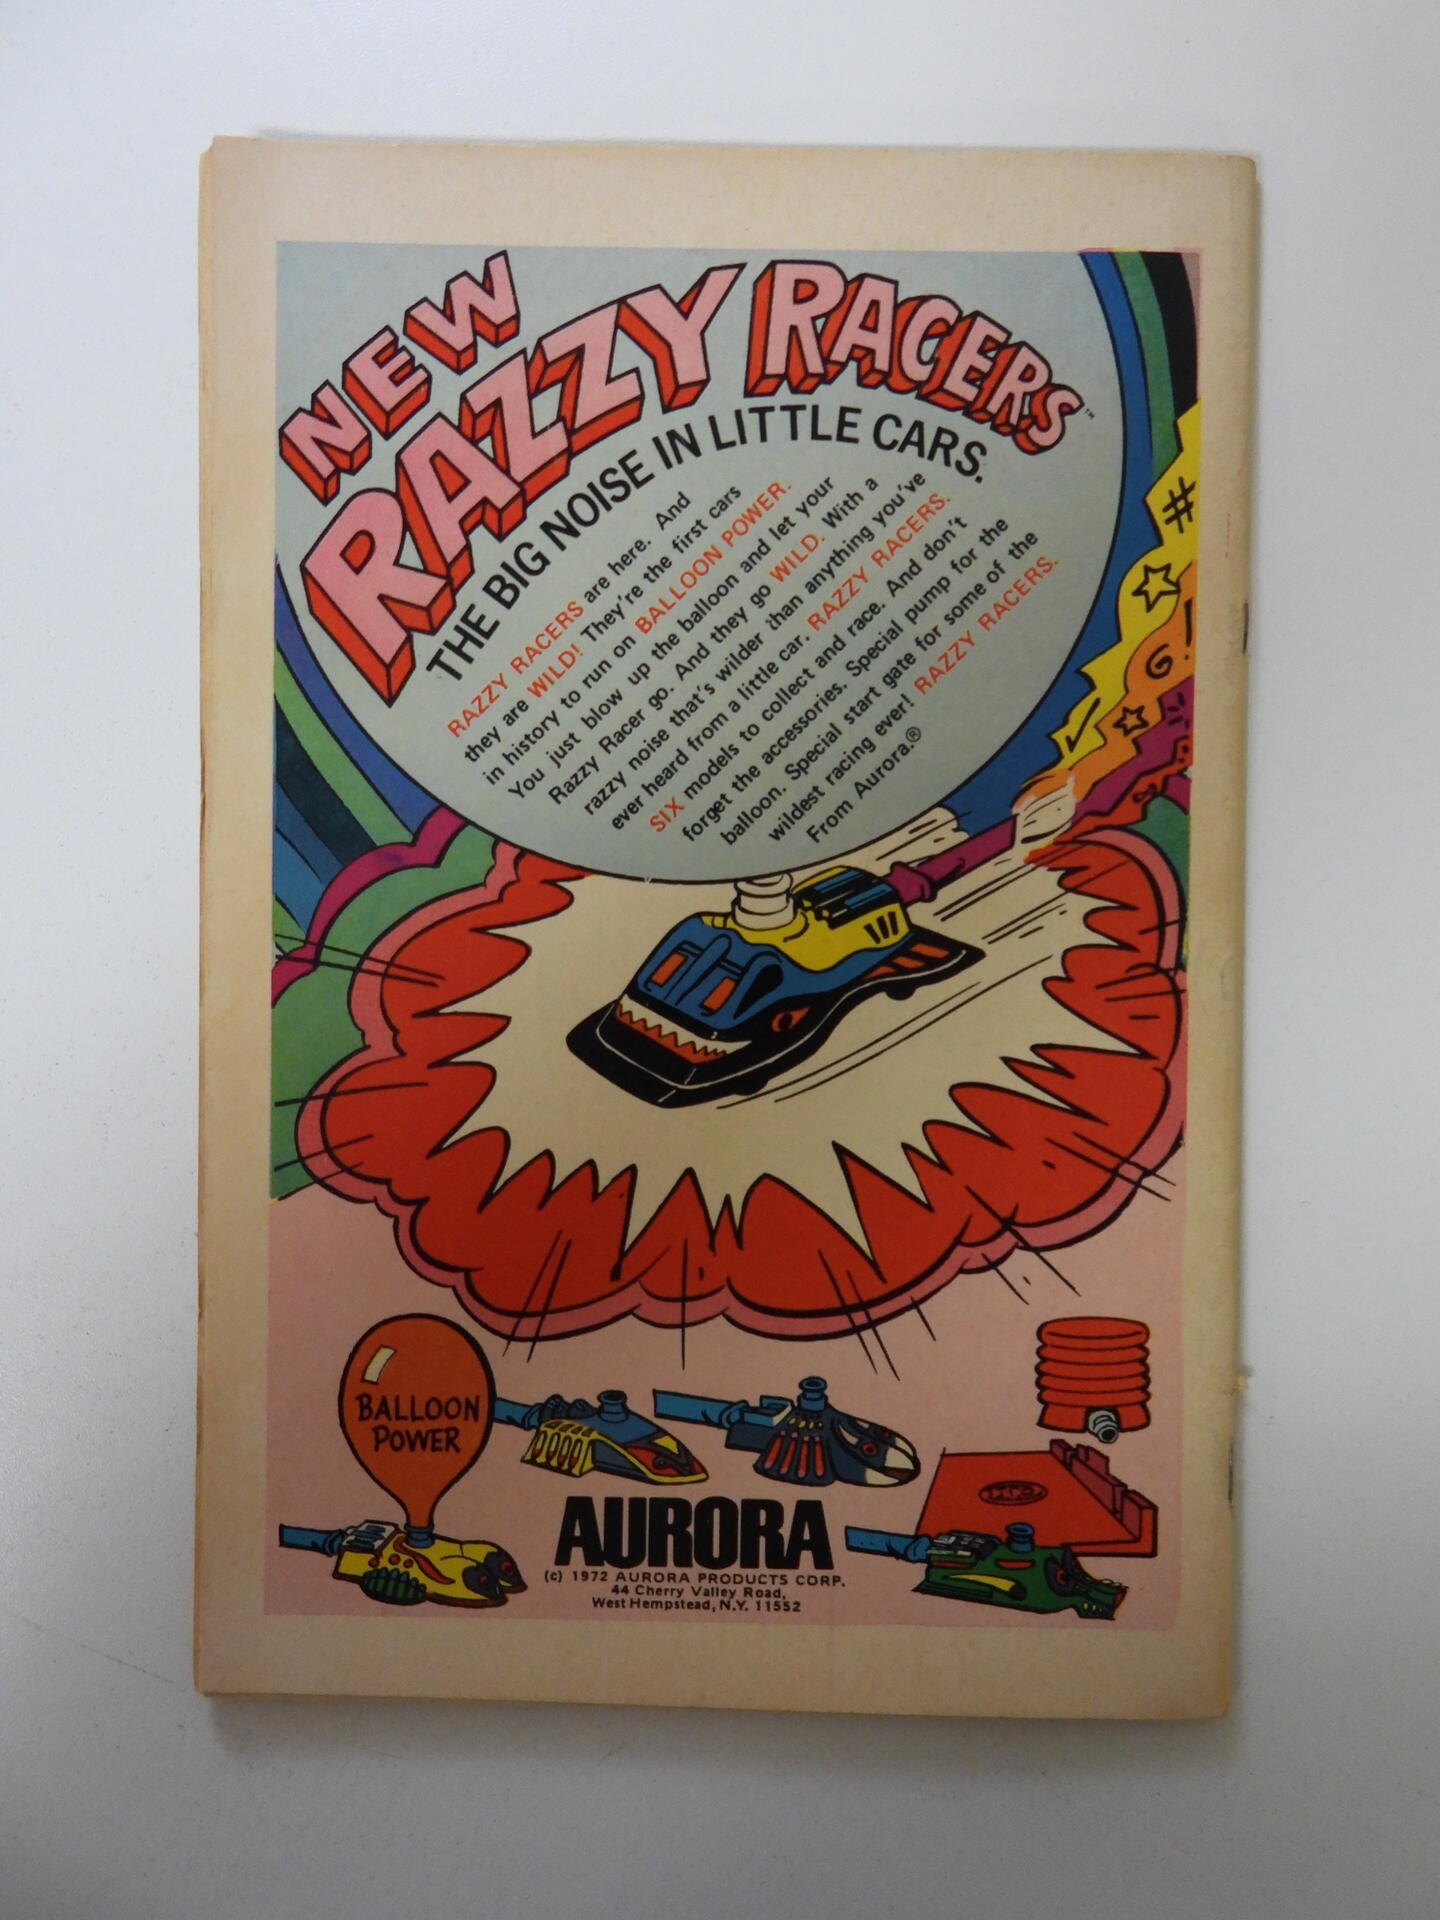 NEW
RAZZY RACERS™
THE BIG NOISE IN LITTLE CARS.
RAZZY RACERS are here. And
they are WILD! They're the first cars
in history to run on BALLOON POWER.
You just blow up the balloon and let your
Razzy Racer go. And they go WILD. With a
razzy noise that's wilder than anything you've
ever heard from a little car. RAZZY RACERS.
SIX models to collect and race. And don't
forget the accessories. Special pump for the
balloon. Special start gate for some of the
wildest racing ever! RAZZY RACERS.
From Aurora.®
#
G!
BALLOON
POWER
AURORA
(c) 1972 AURORA PRODUCTS CORP.
44 Cherry Valley Road,
West Hempstead, N.Y. 11552